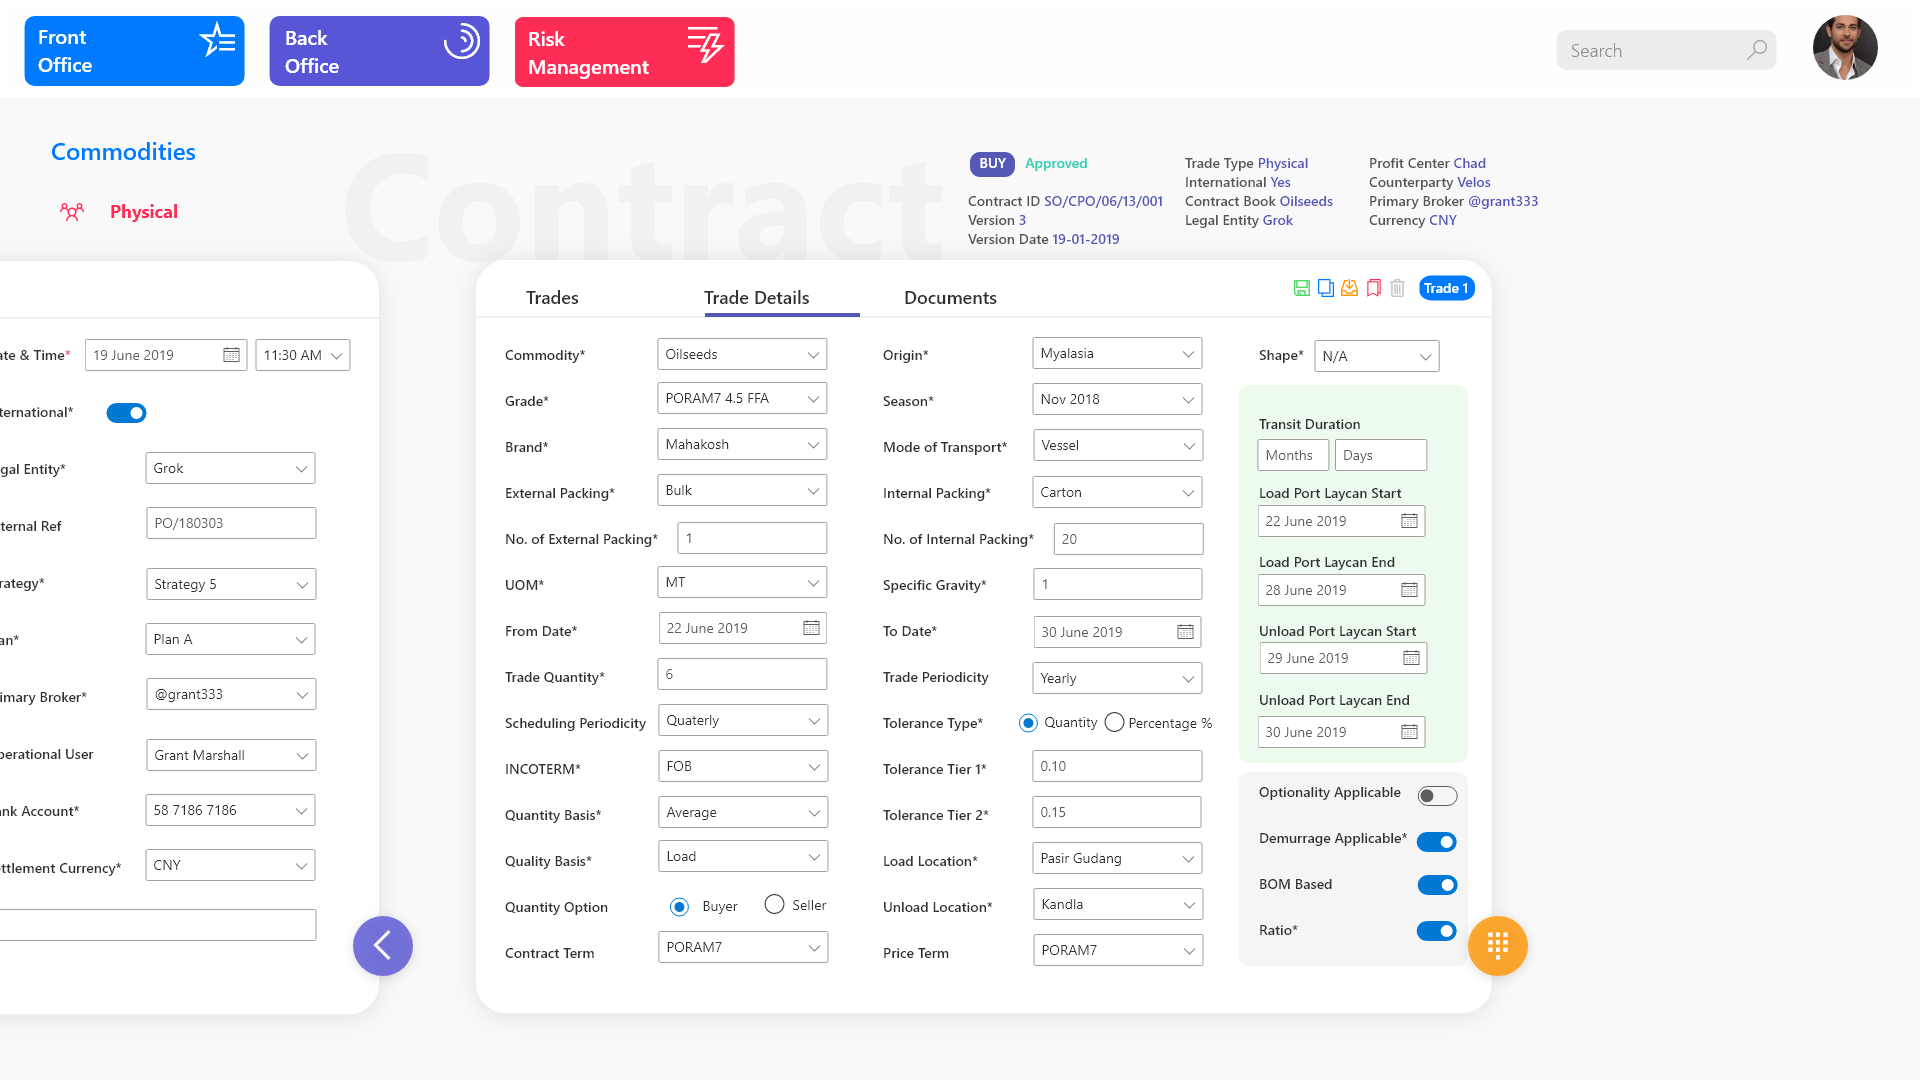 Front
Office
Back
Office
Risk
Management
Search
Commodities
Physical
Contract
BUY Approved
Contract ID SO/CPO/06/13/001
Version 3
Version Date 19-01-2019
Trade Type Physical
International Yes
Contract Book Oilseeds
Legal Entity Grok
Profit Center Chad
Counterparty Velos
Primary Broker @grant333
Currency CNY
ate & Time* 19 June 2019 11:30 AM
ternational*
gal Entity* Grok
ternal Ref PO/180303
rategy* Strategy 5
an* Plan A
imary Broker* @grant333
perational User Grant Marshall
ank Account* 58 7186 7186
ttlement Currency* CNY
Trades Trade Details Documents Trade 1
Commodity* Oilseeds
Grade* PORAM7 4.5 FFA
Brand* Mahakosh
External Packing* Bulk
No. of External Packing* 1
UOM* MT
From Date* 22 June 2019
Trade Quantity* 6
Scheduling Periodicity Quaterly
INCOTERM* FOB
Quantity Basis* Average
Quality Basis* Load
Quantity Option Buyer Seller
Contract Term PORAM7
Origin* Myalasia
Season* Nov 2018
Mode of Transport* Vessel
Internal Packing* Carton
No. of Internal Packing* 20
Specific Gravity* 1
To Date* 30 June 2019
Trade Periodicity Yearly
Tolerance Type* Quantity Percentage %
Tolerance Tier 1* 0.10
Tolerance Tier 2* 0.15
Load Location* Pasir Gudang
Unload Location* Kandla
Price Term PORAM7
Shape* N/A
Transit Duration
Months Days
Load Port Laycan Start
22 June 2019
Load Port Laycan End
28 June 2019
Unload Port Laycan Start
29 June 2019
Unload Port Laycan End
30 June 2019
Optionality Applicable
Demurrage Applicable*
BOM Based
Ratio*